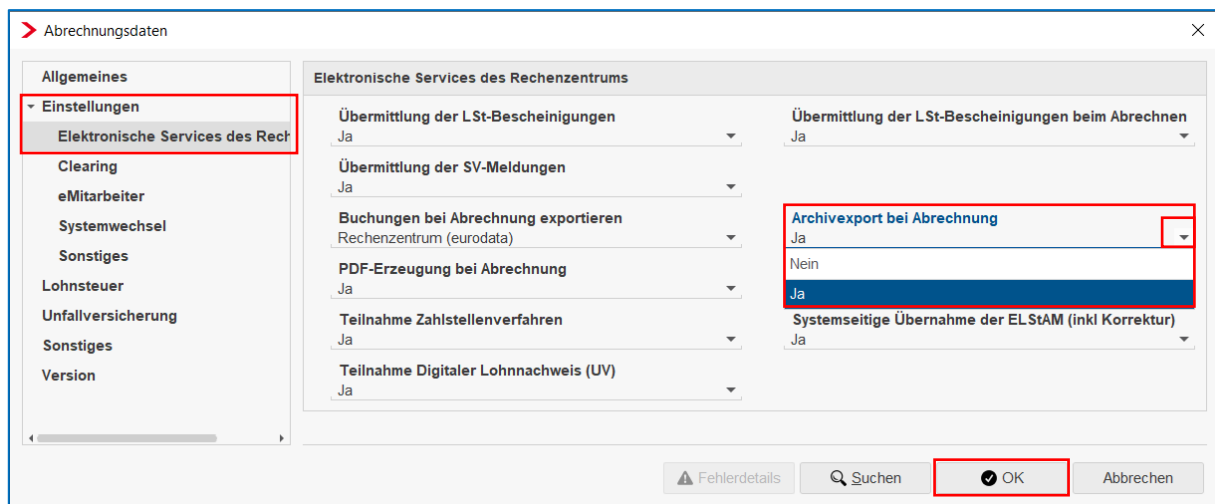 Abrechnungsdaten
Allgemeines
Einstellungen
Elektronische Services des Rech
Clearing
eMitarbeiter
Systemwechsel
Sonstiges
Lohnsteuer
Unfallversicherung
Sonstiges
Version
Elektronische Services des Rechenzentrums
Übermittlung der LSt-Bescheinigungen
Ja
Übermittlung der LSt-Bescheinigungen beim Abrechnen
Ja
Übermittlung der SV-Meldungen
Ja
Buchungen bei Abrechnung exportieren
Rechenzentrum (eurodata)
Archivexport bei Abrechnung
Ja
Nein
Ja
PDF-Erzeugung bei Abrechnung
Ja
Teilnahme Zahlstellenverfahren
Ja
Systemseitige Übernahme der ELStAM (inkl Korrektur)
Ja
Teilnahme Digitaler Lohnnachweis (UV)
Ja
Fehlerdetails
Suchen
OK
Abbrechen